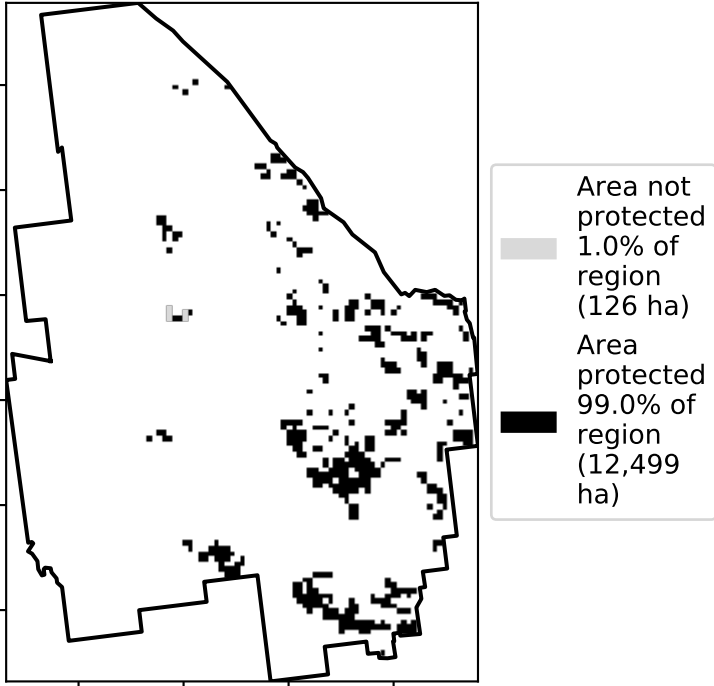 Area not
protected
1.0% of
region
(126 ha)
Area
protected
99.0% of
region
(12,499
ha)